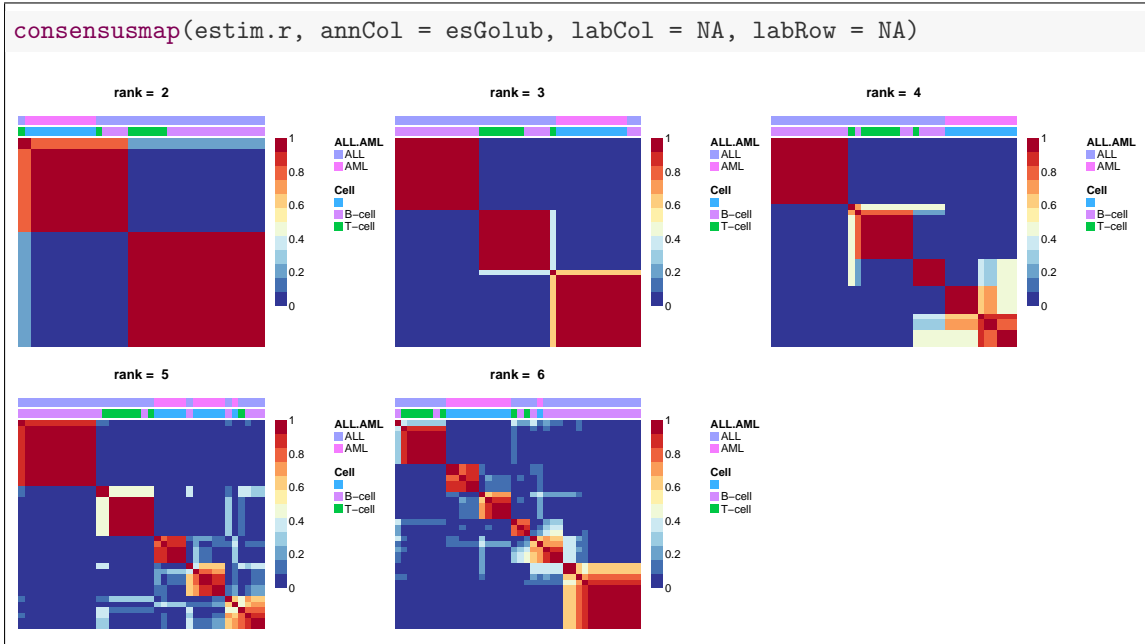 consensusmap(estim.r, annCol = esGolub, labCol = NA, labRow = NA)
rank = 2
1
0.8
0.6
0.4
0.2
0
ALL.AML
ALL
AML
Cell
B-cell
T-cell
rank = 3
1
0.8
0.6
0.4
0.2
0
ALL.AML
ALL
AML
Cell
B-cell
T-cell
rank = 4
1
0.8
0.6
0.4
0.2
0
ALL.AML
ALL
AML
Cell
B-cell
T-cell
rank = 5
1
0.8
0.6
0.4
0.2
0
ALL.AML
ALL
AML
Cell
B-cell
T-cell
rank = 6
1
0.8
0.6
0.4
0.2
0
ALL.AML
ALL
AML
Cell
B-cell
T-cell